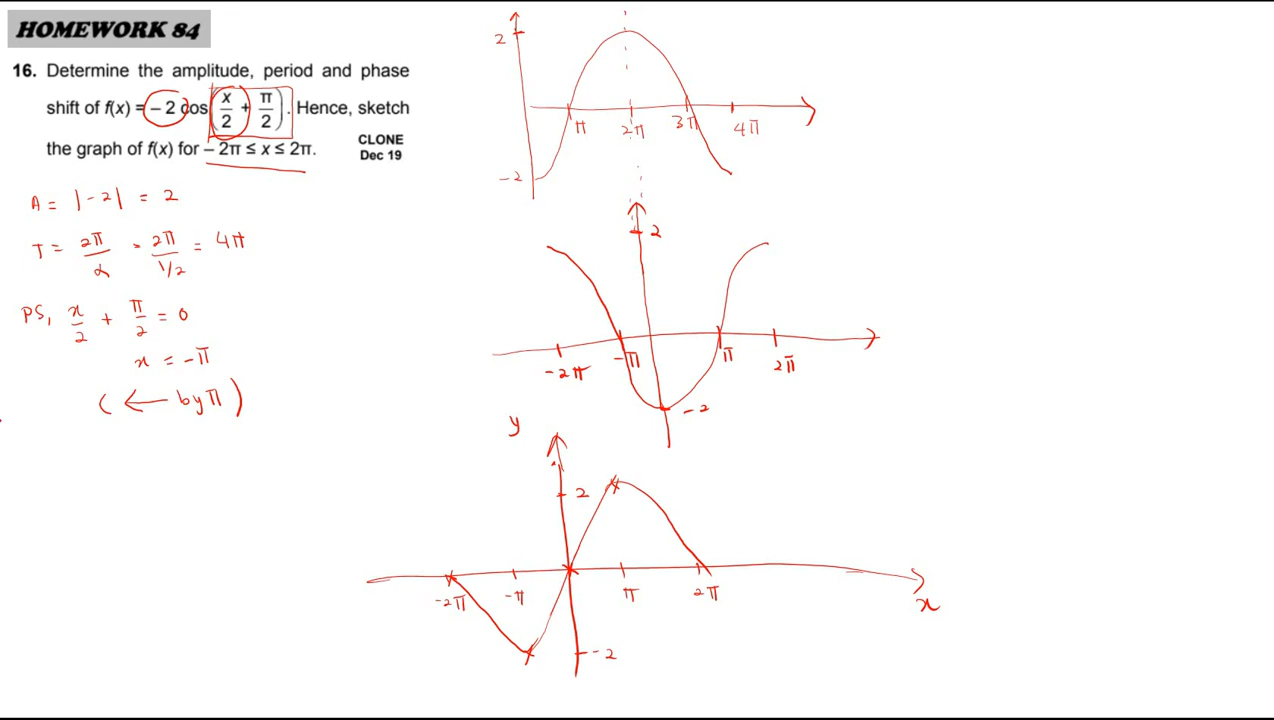 HOMEWORK 84
16. Determine the amplitude, period and phase
shift of f(x) = – 2 cos(x/2 + π/2). Hence, sketch
the graph of f(x) for – 2π ≤ x ≤ 2π.
CLONE
Dec 19
A = |-2| = 2
T = 2π/α = 2π/1/2 = 4π
PS, x/2 + π/2 = 0
x = -π
( ← by π )
2
π 2π 3π 4π
-2
2
-2π -π π 2π
-2
y
2
-2π -π π 2π
x
-2